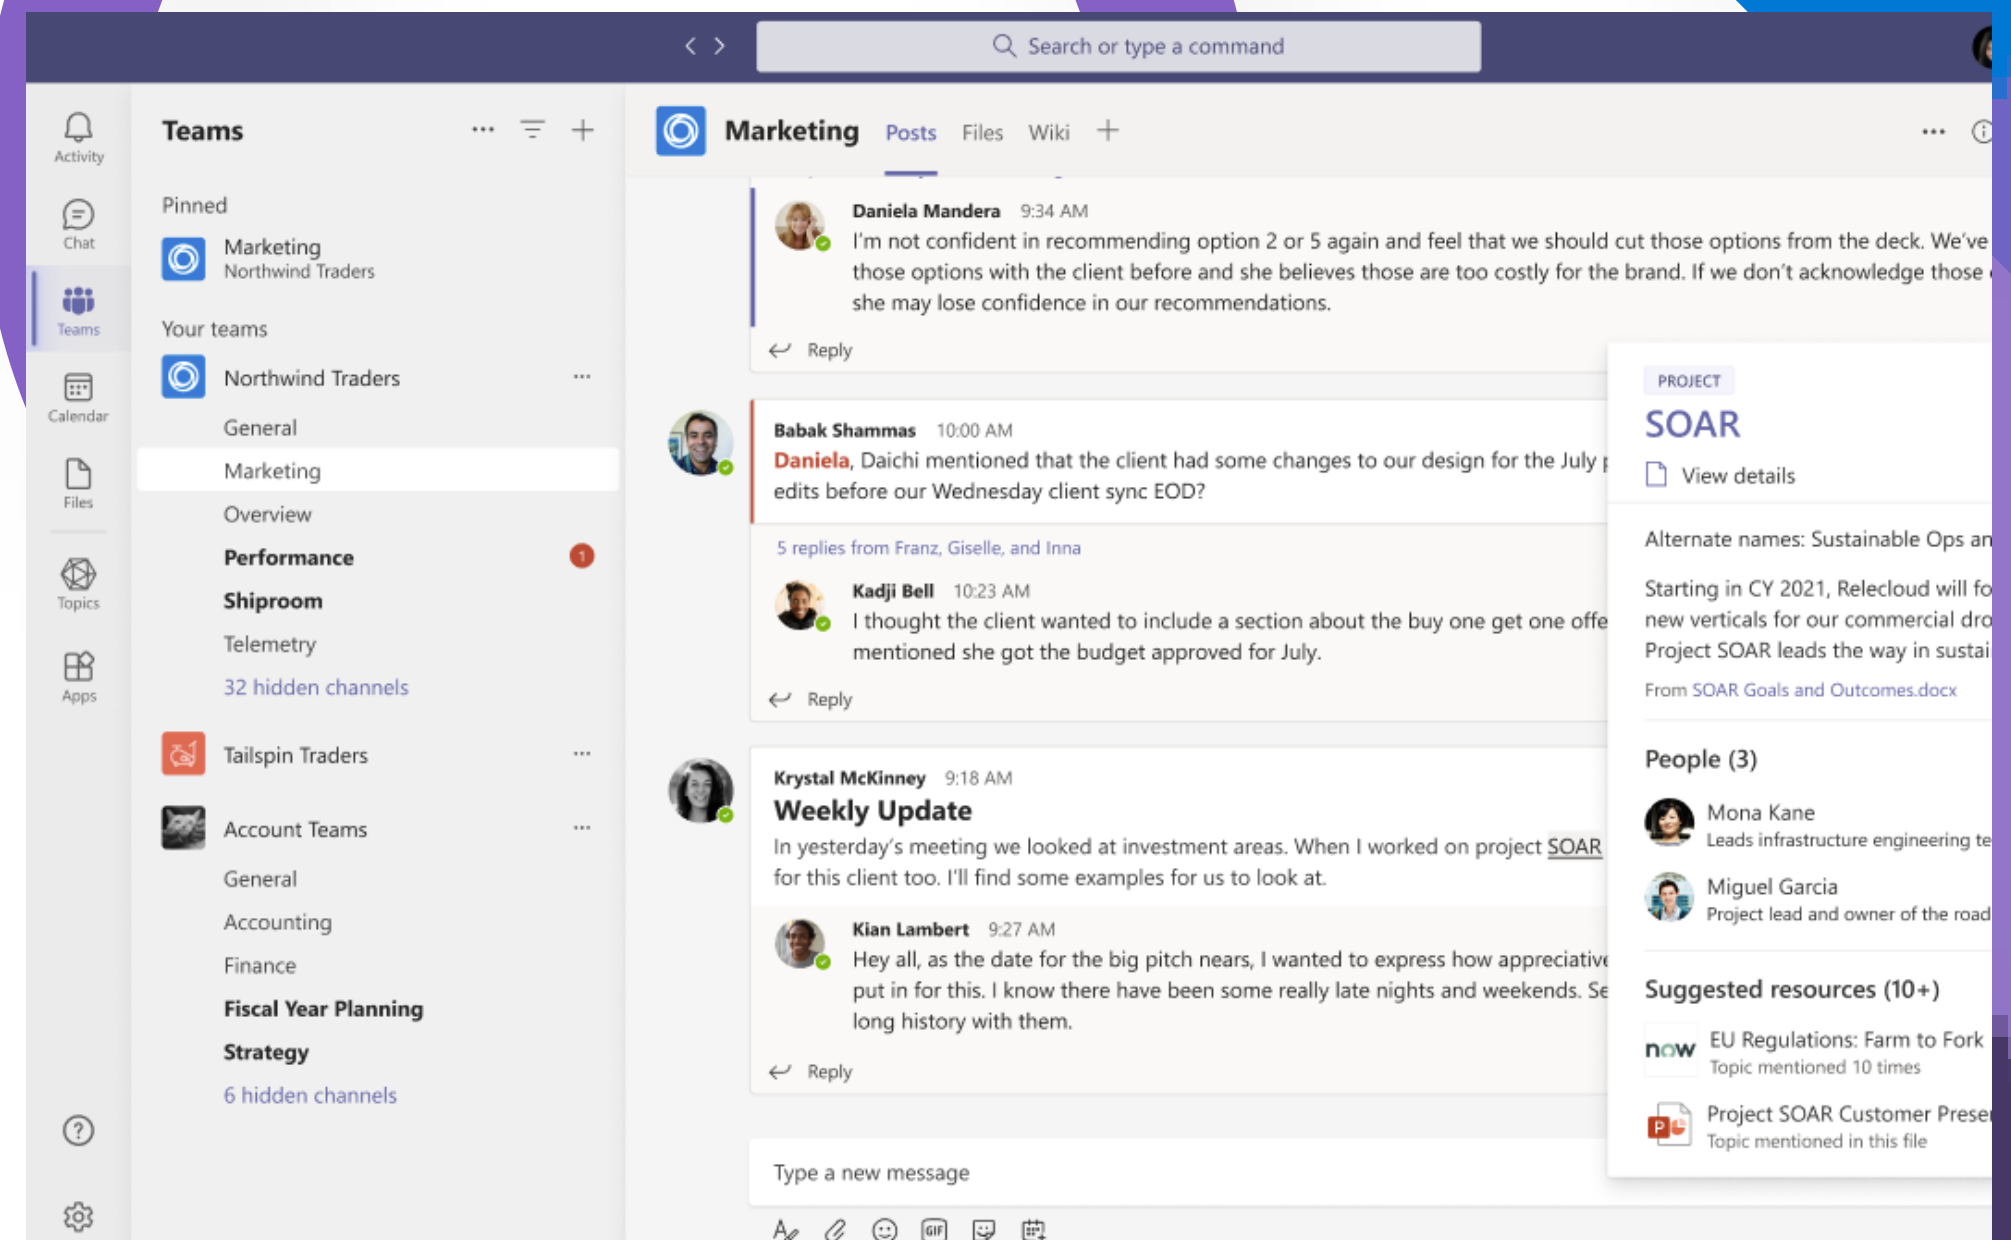 Search or type a command
Activity
Chat
Teams
Calendar
Files
Topics
Apps
Teams
Pinned
Marketing
Northwind Traders
Your teams
Northwind Traders
General
Marketing
Overview
Performance
1
Shiproom
Telemetry
32 hidden channels
Tailspin Traders
Account Teams
General
Accounting
Finance
Fiscal Year Planning
Strategy
6 hidden channels
Marketing Posts Files Wiki
Daniela Mandera 9:34 AM
I'm not confident in recommending option 2 or 5 again and feel that we should cut those options from the deck. We've
those options with the client before and she believes those are too costly for the brand. If we don't acknowledge those
she may lose confidence in our recommendations.
Reply
Babak Shammas 10:00 AM
Daniela, Daichi mentioned that the client had some changes to our design for the July
edits before our Wednesday client sync EOD?
5 replies from Franz, Giselle, and Inna
Kadji Bell 10:23 AM
I thought the client wanted to include a section about the buy one get one offe
mentioned she got the budget approved for July.
Reply
Krystal McKinney 9:18 AM
Weekly Update
In yesterday's meeting we looked at investment areas. When I worked on project SOAR
for this client too. I'll find some examples for us to look at.
Kian Lambert 9:27 AM
Hey all, as the date for the big pitch nears, I wanted to express how appreciative
put in for this. I know there have been some really late nights and weekends. Se
long history with them.
Reply
Type a new message
GIF
PROJECT
SOAR
View details
Alternate names: Sustainable Ops an
Starting in CY 2021, Relecloud will fo
new verticals for our commercial dro
Project SOAR leads the way in sustai
From SOAR Goals and Outcomes.docx
People (3)
Mona Kane
Leads infrastructure engineering te
Miguel Garcia
Project lead and owner of the road
Suggested resources (10+)
now
EU Regulations: Farm to Fork
Topic mentioned 10 times
P
Project SOAR Customer Prese
Topic mentioned in this file